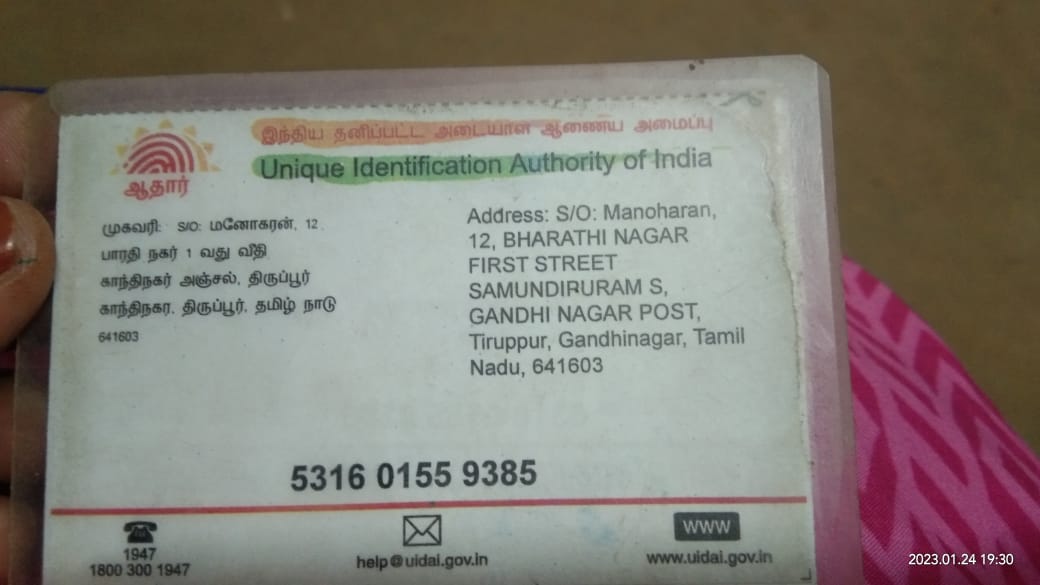 இந்திய தனிப்பட்ட அடையாள ஆணைய அமைப்பு
Unique Identification Authority of India
ஆதார்
முகவரி: S/O: மனோகரன், 12,
பாரதி நகர் 1 வது வீதி
காந்திநகர் அஞ்சல், திருப்பூர்
காந்திநகர, திருப்பூர், தமிழ் நாடு
641603
Address: S/O: Manoharan,
12, BHARATHI NAGAR
FIRST STREET
SAMUNDIPURAM S,
GANDHI NAGAR POST,
Tiruppur, Gandhinagar, Tamil
Nadu, 641603
5316 0155 9385
1947
1800 300 1947
help@uidai.gov.in
www
www.uidai.gov.in
2023.01.24 19:30